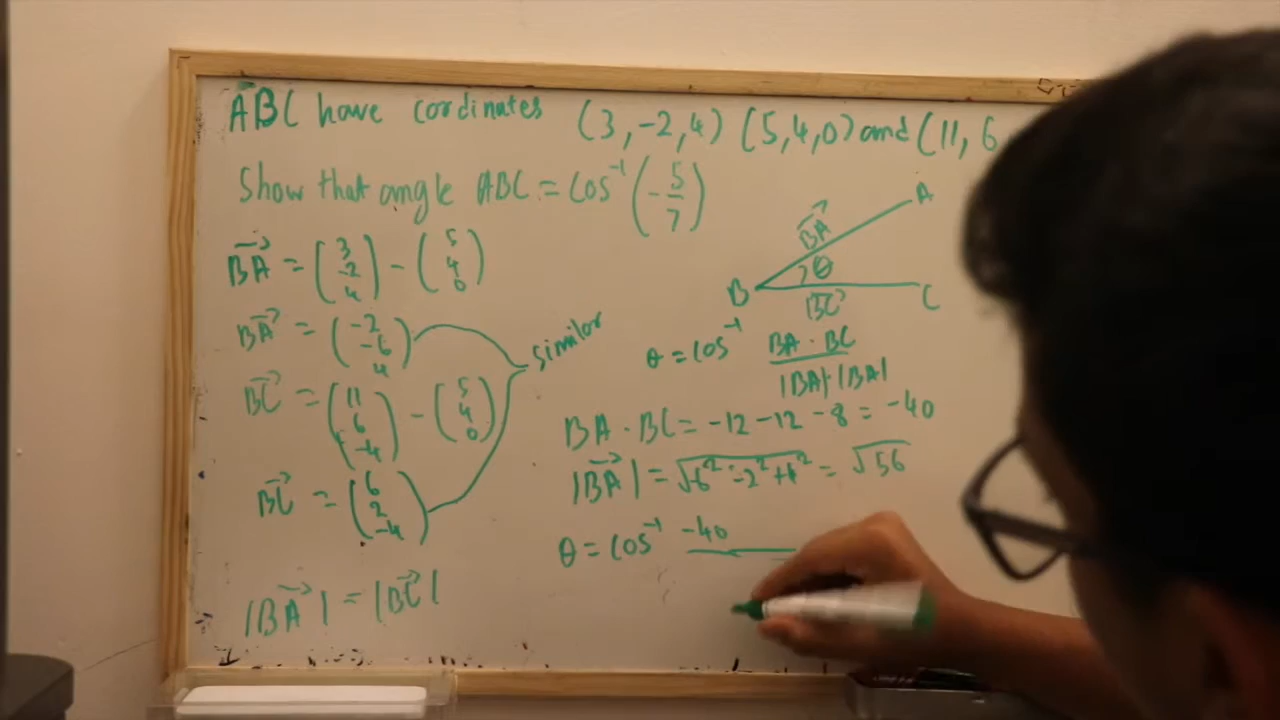 ABC have cordinates (3,-2,4) (5,4,0) and (11, 6
Show that angle ABC = Cos⁻¹ (-5/7)
BA = (3 -2 4) - (5 4 0)
BA = (-2 -6 4)
BC = (11 6 -4) - (5 4 0)
BC = (6 2 -4)
similar
|BA| = |BC|
A
BA
θ
B
BC
C
θ = cos⁻¹ BA · BC / |BA|·|BA|
BA · BC = -12 -12 -8 = -40
|BA| = √6² -2² +4² = √56
θ = cos⁻¹ -40